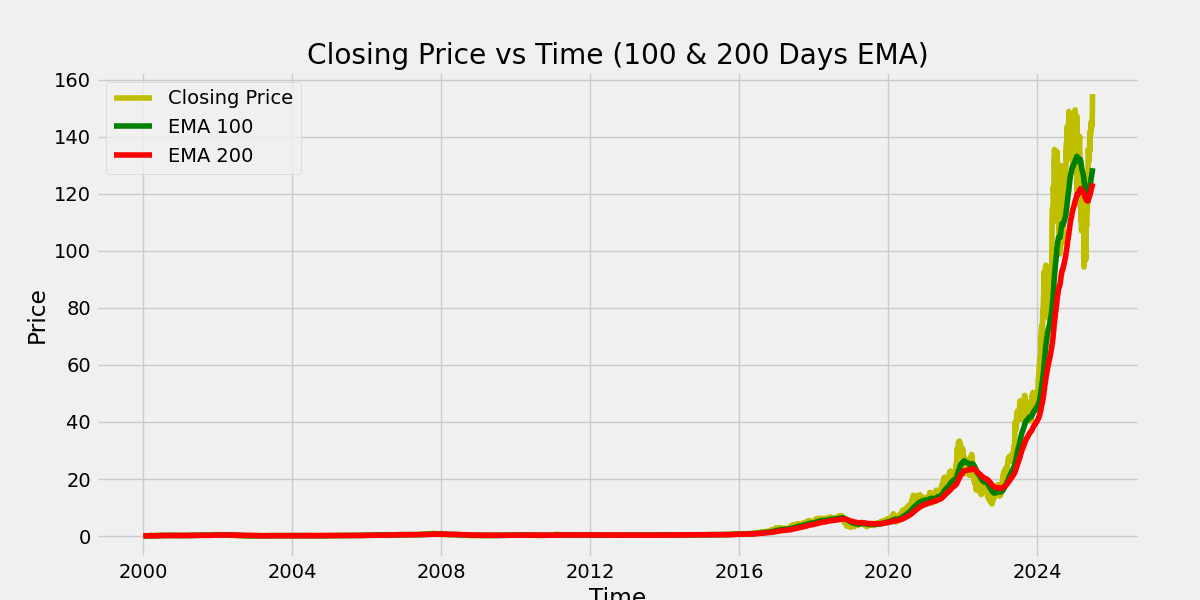 Closing Price vs Time (100 & 200 Days EMA)
Closing Price
EMA 100
EMA 200
Price
160
140
120
100
80
60
40
20
0
2000 2004 2008 2012 2016 2020 2024
Time